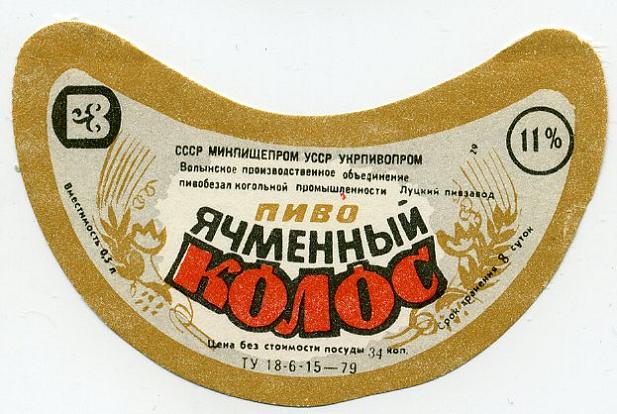 СССР МИНПИЩЕПРОМ УССР УКРПИВОПРОМ
Волынское производственное объединение
пивобезалкогольной промышленности Луцкий пивзавод
29
11%
ПИВО
ЯЧМЕННЫЙ
КОЛОС
Вместимость 0,5 л
Срок хранения 8 суток
Цена без стоимости посуды 34 коп.
ТУ 18-6-15—79